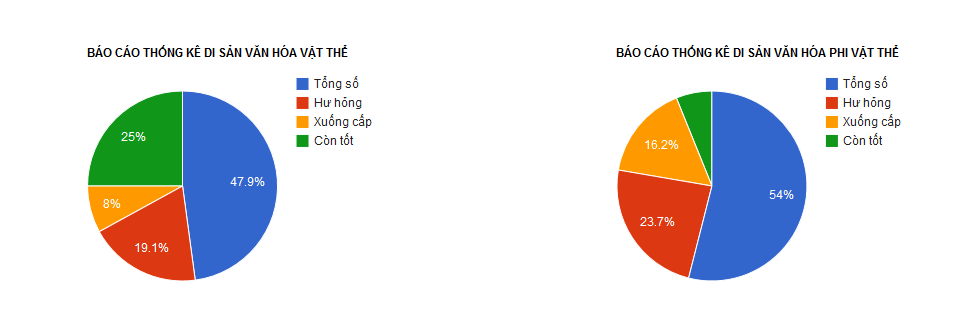 BÁO CÁO THỐNG KÊ DI SẢN VĂN HÓA VẬT THỂ
Tổng số
Hư hỏng
Xuống cấp
Còn tốt
25%
47.9%
8%
19.1%
BÁO CÁO THỐNG KÊ DI SẢN VĂN HÓA PHI VẬT THỂ
Tổng số
Hư hỏng
Xuống cấp
Còn tốt
16.2%
54%
23.7%